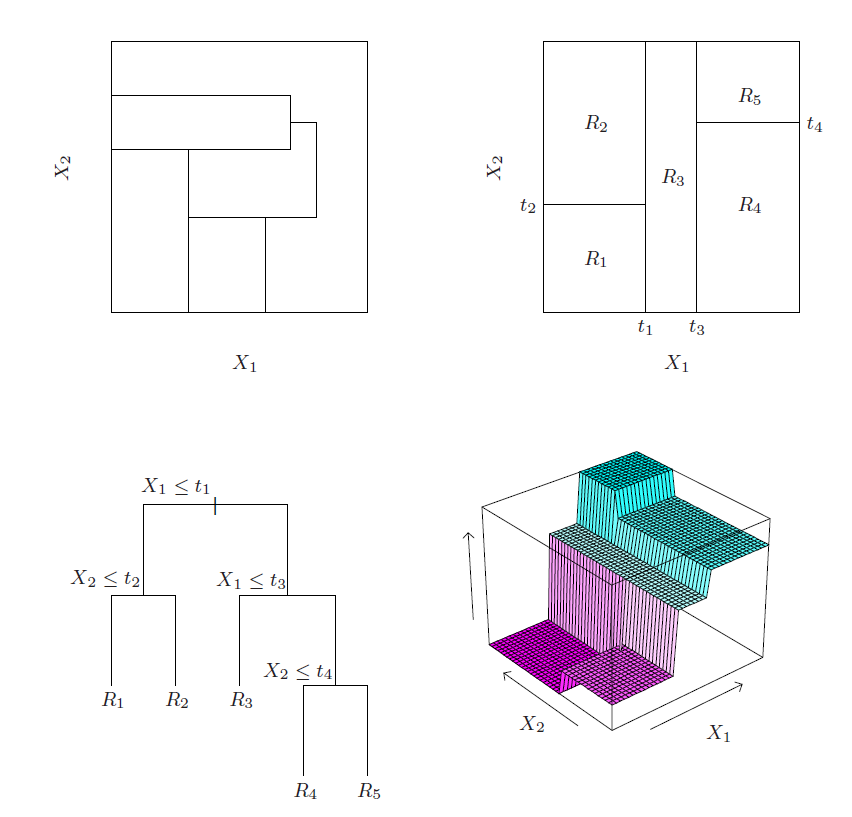 X₂
X₁
X₂
R₂
R₅
t₄
R₃
t₂
R₄
R₁
t₁
t₃
X₁
X₁ ≤ t₁
X₂ ≤ t₂
X₁ ≤ t₃
X₂ ≤ t₄
R₁
R₂
R₃
R₄
R₅
X₂
X₁